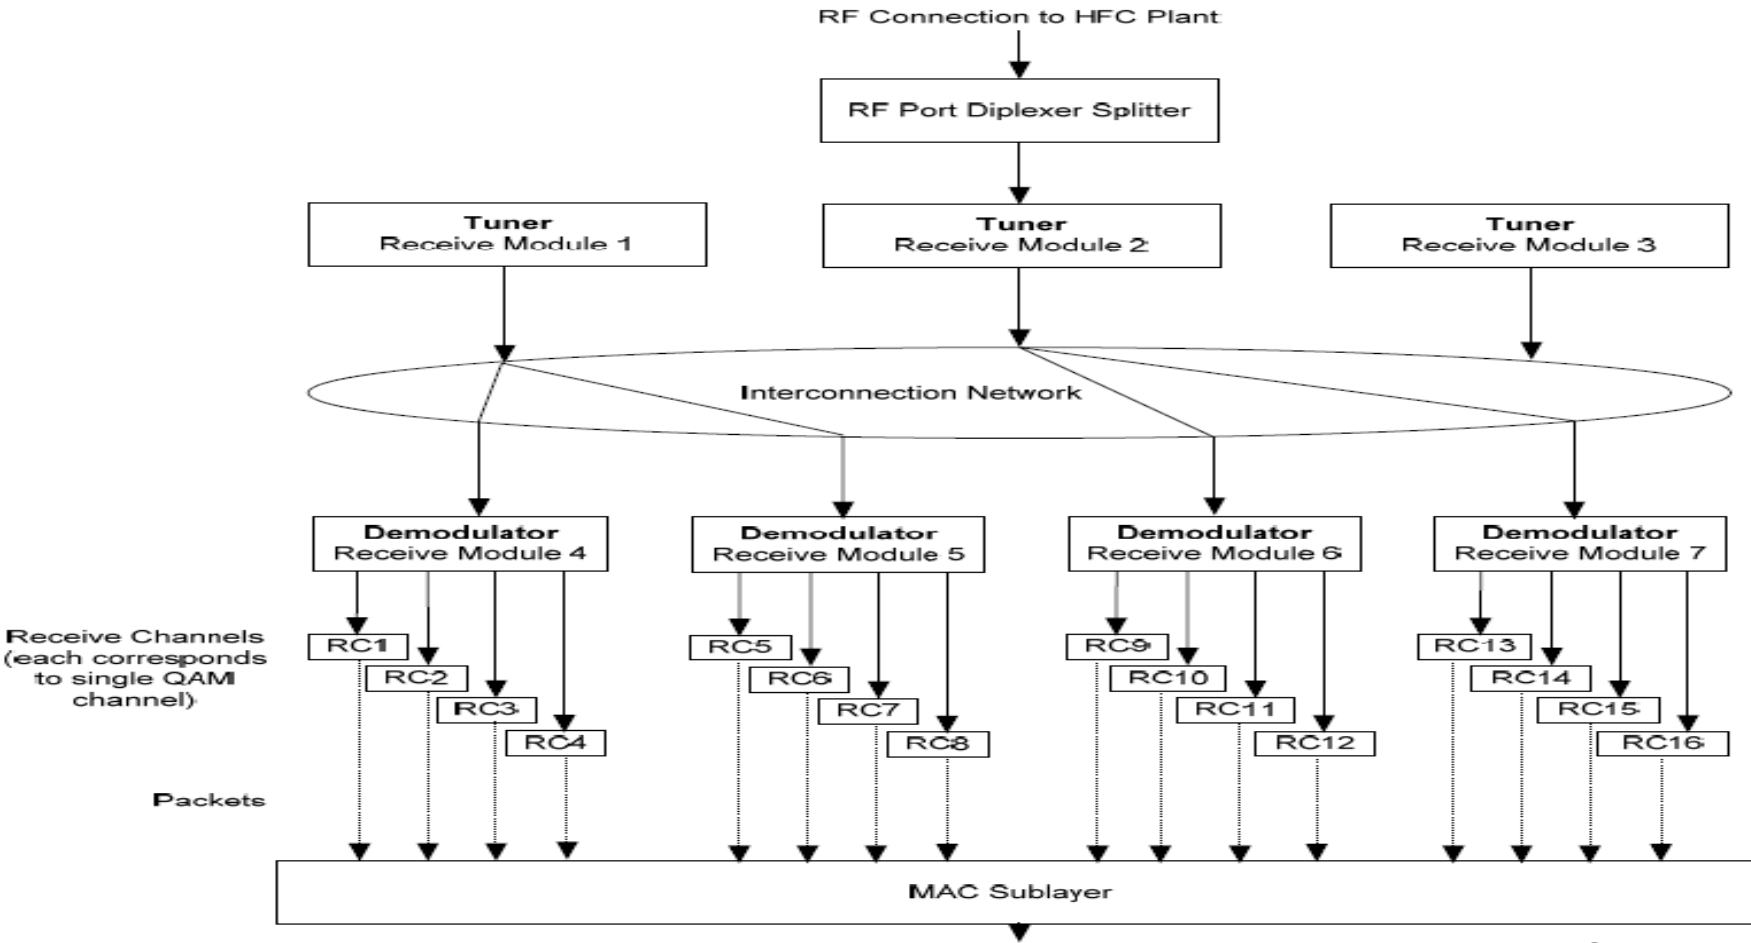 RF Connection to HFC Plant
RF Port Diplexer Splitter
Tuner
Receive Module 1
Tuner
Receive Module 2
Tuner
Receive Module 3
Interconnection Network
Demodulator
Receive Module 4
Demodulator
Receive Module 5
Demodulator
Receive Module 6
Demodulator
Receive Module 7
Receive Channels
(each corresponds
to single QAM
channel)
RC1
RC2
RC3
RC4
RC5
RC6
RC7
RC8
RC9
RC10
RC11
RC12
RC13
RC14
RC15
RC16
Packets
MAC Sublayer